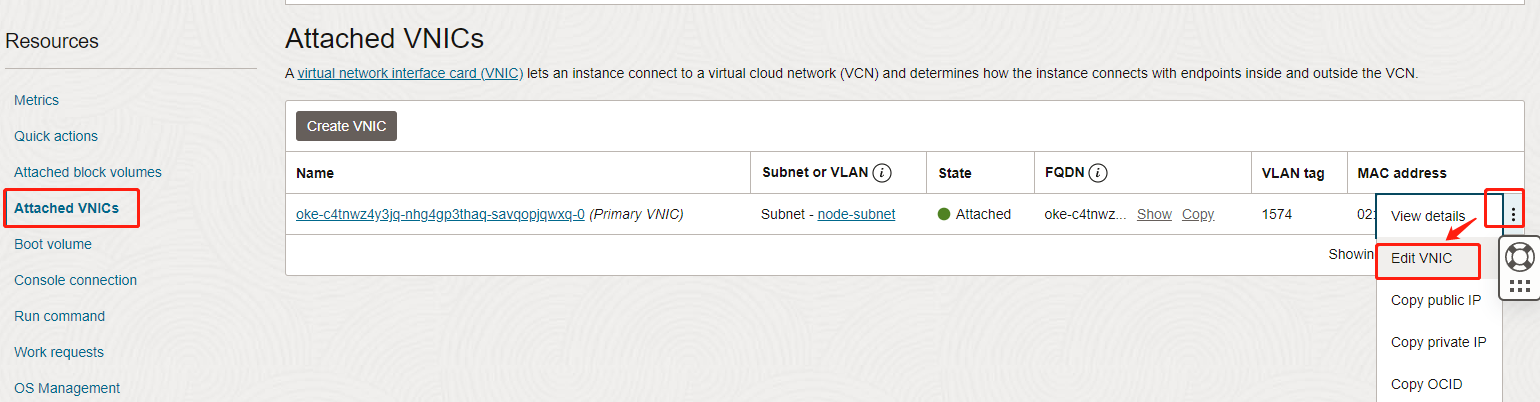 Resources
Metrics
Quick actions
Attached block volumes
Attached VNICs
Boot volume
Console connection
Run command
Work requests
OS Management
Attached VNICs
A virtual network interface card (VNIC) lets an instance connect to a virtual cloud network (VCN) and determines how the instance connects with endpoints inside and outside the VCN.
Create VNIC
Name Subnet or VLAN i State FQDN i VLAN tag MAC address
oke-c4tnwz4y3jq-nhg4gp3thaq-savqopjqwxq-0 (Primary VNIC) Subnet - node-subnet Attached oke-c4tnwz... Show Copy 1574 02:
Showin
View details
Edit VNIC
Copy public IP
Copy private IP
Copy OCID